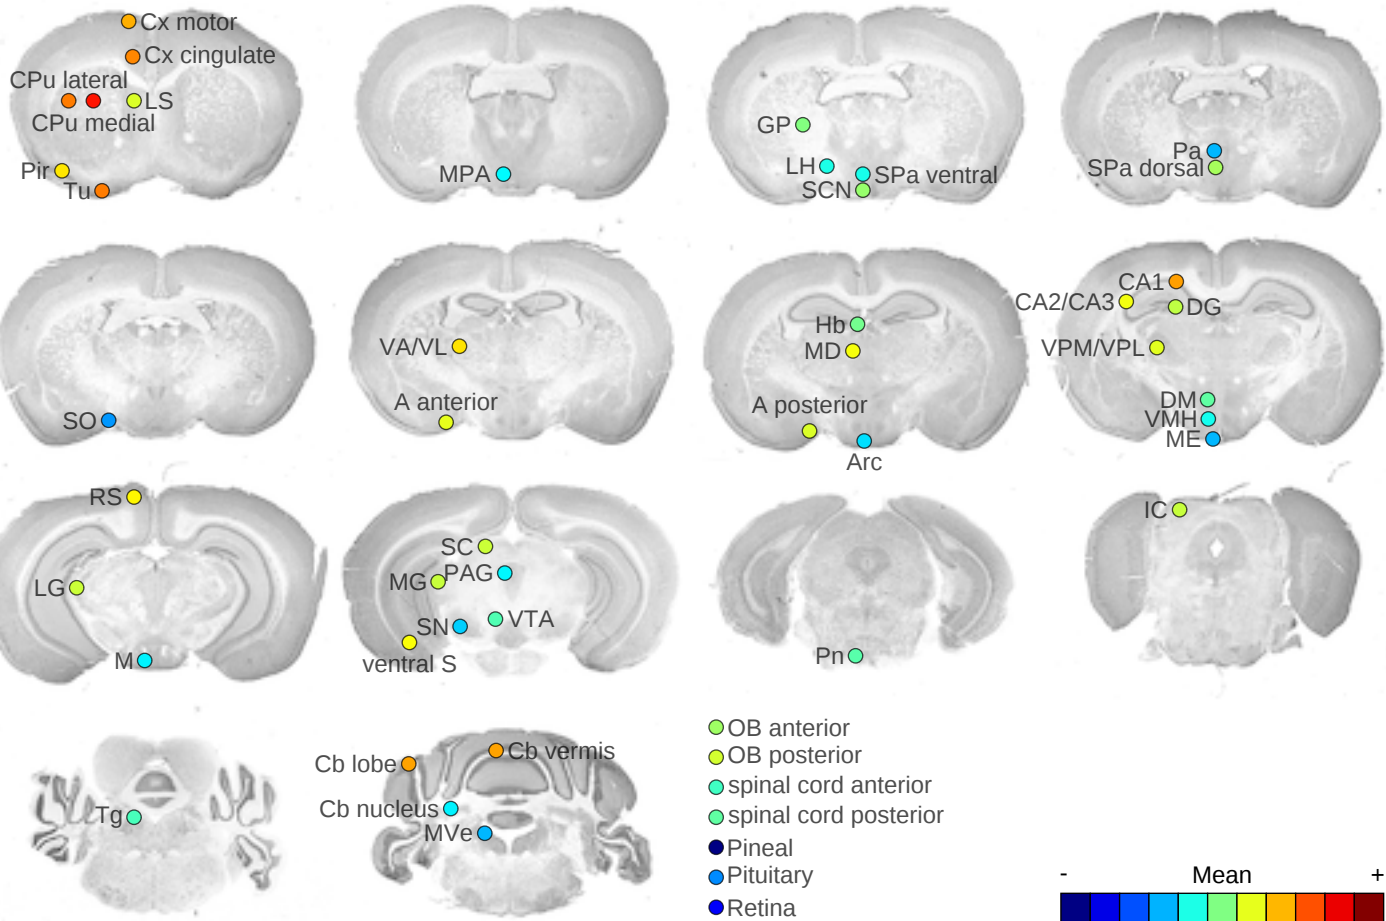 Cx motor
Cx cingulate
CPu lateral
LS
CPu medial
Pir
Tu
MPA
GP
LH
SPa ventral
SCN
Pa
SPa dorsal
SO
VA/VL
A anterior
Hb
MD
A posterior
Arc
CA1
CA2/CA3
DG
VPM/VPL
DM
VMH
ME
RS
LG
M
SC
MG
PAG
SN
VTA
ventral S
Pn
IC
Tg
Cb lobe
Cb vermis
Cb nucleus
MVe
OB anterior
OB posterior
spinal cord anterior
spinal cord posterior
Pineal
Pituitary
Retina
- Mean +